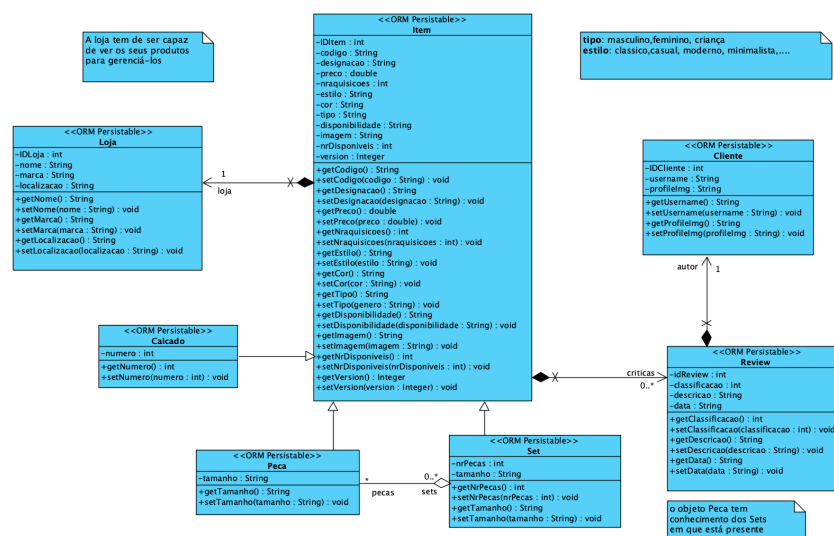 A loja tem de ser capaz
de ver os seus produtos
para gerenciá-los
<<ORM Persistable>>
Item
-IDItem : int
-codigo : String
-designacao : String
-preco : double
-nraquisicoes : int
-estilo : String
-cor : String
-tipo : String
-disponibilidade : String
-imagem : String
-nrDisponiveis : int
-version : Integer
+getCodigo() : String
+setCodigo(codigo : String) : void
+getDesignacao() : String
+setDesignacao(designacao : String) : void
+getPreco() : double
+setPreco(preco : double) : void
+getNraquisicoes() : int
+setNraquisicoes(nraquisicoes : int) : void
+getEstilo() : String
+setEstilo(estilo : String) : void
+getCor() : String
+setCor(cor : String) : void
+getTipo() : String
+setTipo(genero : String) : void
+getDisponibilidade() : String
+setDisponibilidade(disponibilidade : String) : void
+getImagem() : String
+setImagem(imagem : String) : void
+getNrDisponiveis() : int
+setNrDisponiveis(nrDisponiveis : int) : void
+getVersion() : Integer
+setVersion(version : Integer) : void
tipo: masculino,feminino, criança
estilo: classico,casual, moderno, minimalista,....
<<ORM Persistable>>
Loja
-IDLoja : int
-nome : String
-marca : String
-localizacao : String
+getNome() : String
+setNome(nome : String) : void
+getMarca() : String
+setMarca(marca : String) : void
+getLocalizacao() : String
+setLocalizacao(localizacao : String) : void
1
loja
<<ORM Persistable>>
Cliente
-IDCliente : int
-username : String
-profileImg : String
+getUsername() : String
+setUsername(username : String) : void
+getProfileImg() : String
+setProfileImg(profileImg : String) : void
autor
1
<<ORM Persistable>>
Calcado
-numero : int
+getNumero() : int
+setNumero(numero : int) : void
criticas
0..*
<<ORM Persistable>>
Review
-idReview : int
-classificacao : int
-descricao : String
-data : String
+getClassificacao() : int
+setClassificacao(classificacao : int) : void
+getDescricao() : String
+setDescricao(descricao : String) : void
+getData() : String
+setData(data : String) : void
<<ORM Persistable>>
Peca
-tamanho : String
+getTamanho() : String
+setTamanho(tamanho : String) : void
*
pecas
0..*
sets
<<ORM Persistable>>
Set
-nrPecas : int
-tamanho : String
+getNrPecas() : int
+setNrPecas(nrPecas : int) : void
+getTamanho() : String
+setTamanho(tamanho : String) : void
o objeto Peca tem
conhecimento dos Sets
em que está presente